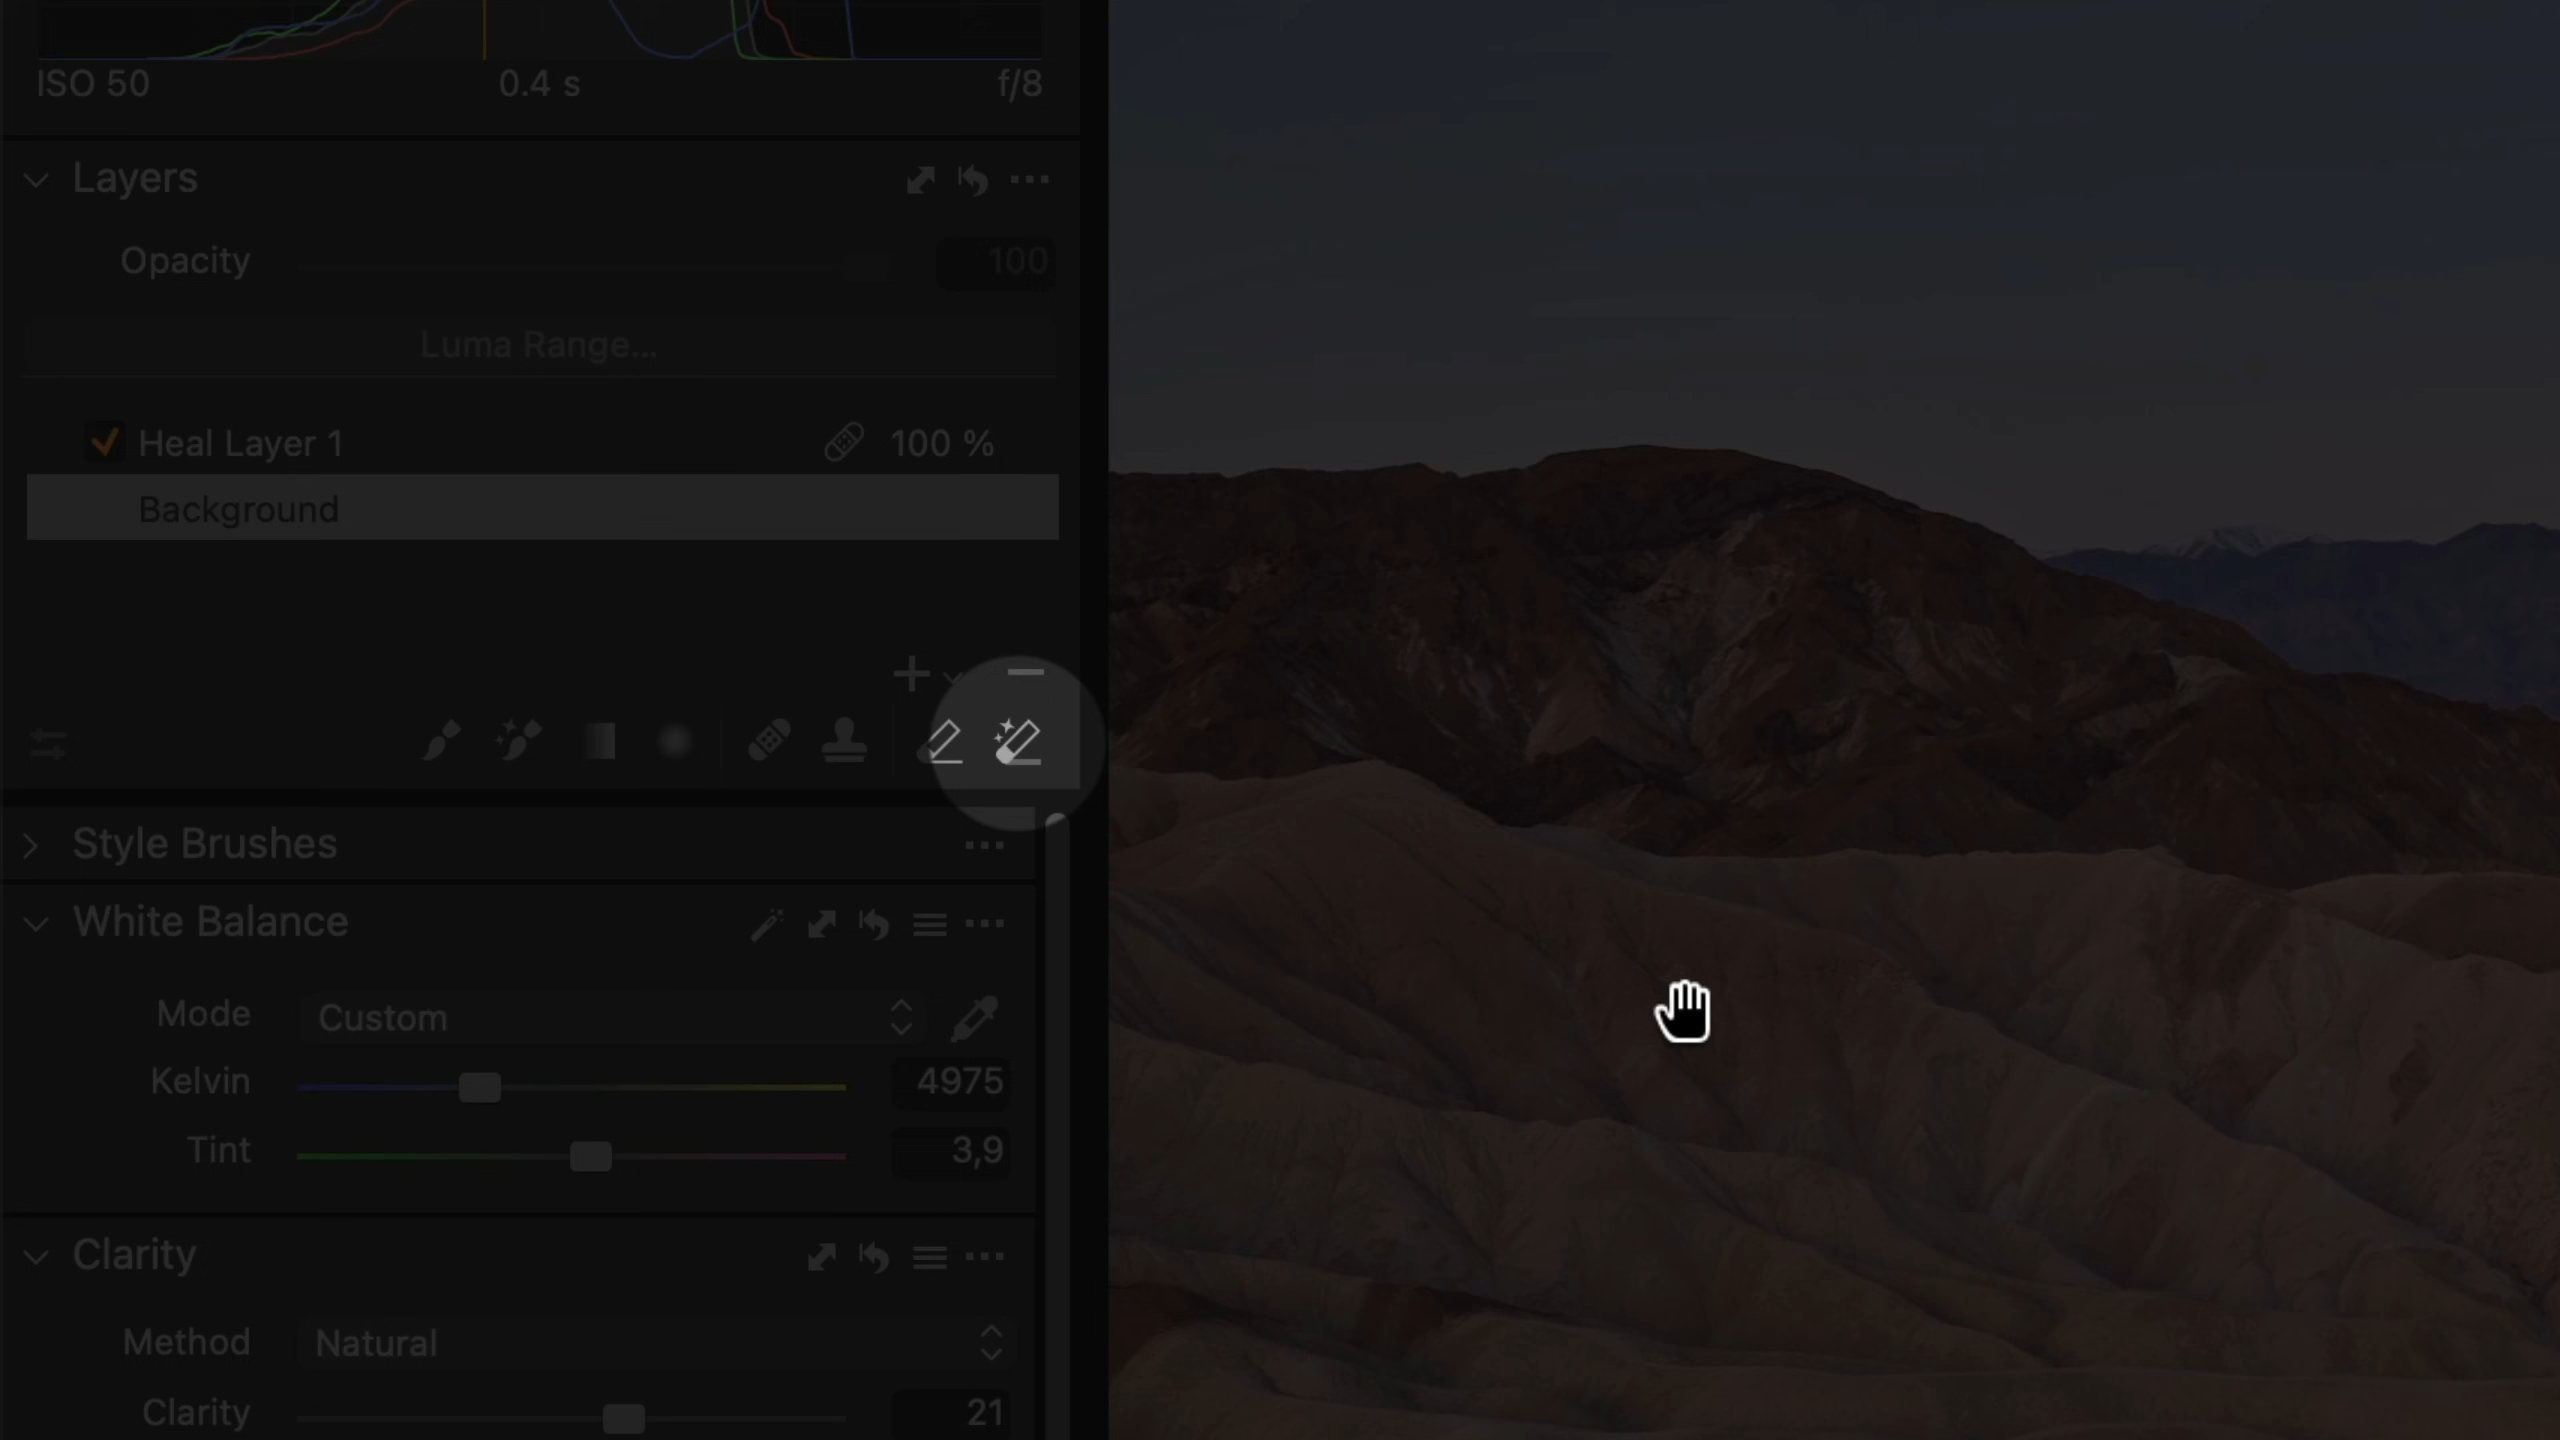 ISO 50 0.4 s f/8
Layers
Opacity 100
Luma Range...
Heal Layer 1 100 %
Background
Style Brushes
White Balance
Mode Custom
Kelvin 4975
Tint 3,9
Clarity
Method Natural
Clarity 21